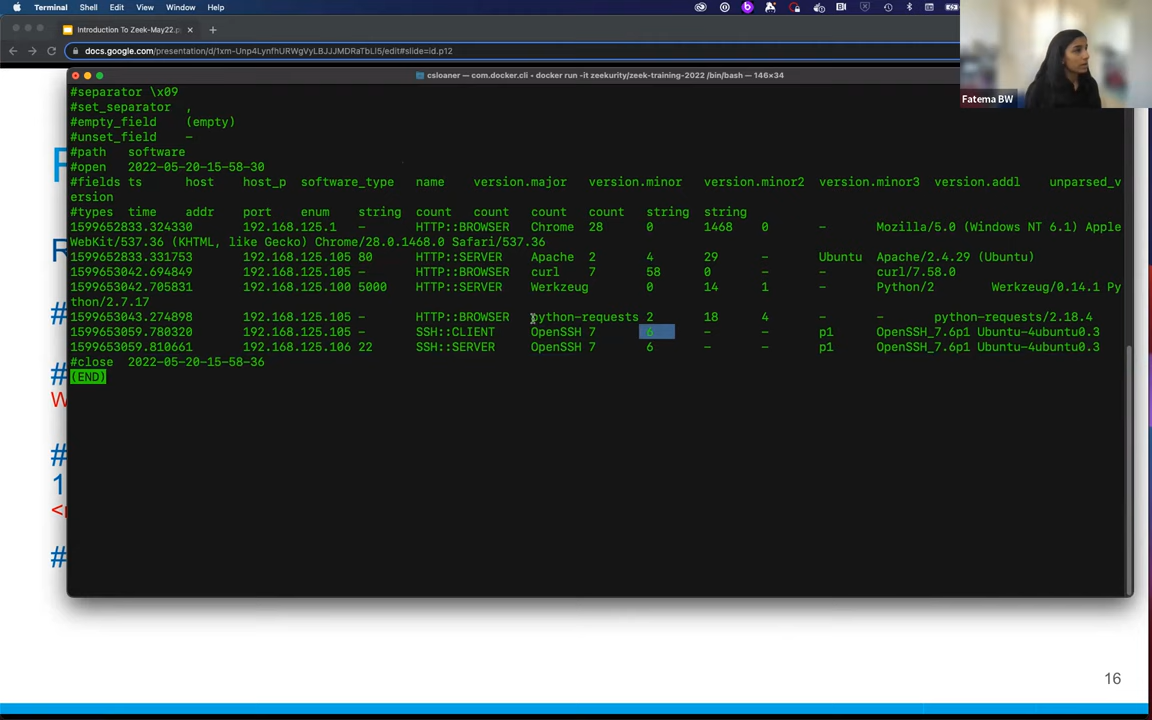 Terminal Shell Edit View Window Help
Introduction To Zeek-May22.p
docs.google.com/presentation/d/1xm-Unp4LynfhURWgVyLBJJJMDRaTbLI5/edit#slide=id.p12
csloaner — com.docker.cli - docker run -it zeekurity/zeek-training-2022 /bin/bash — 146×34
Fatema BW
#separator \x09
#set_separator ,
#empty_field (empty)
#unset_field -
#path software
#open 2022-05-20-15-58-30
#fields ts host host_p software_type name version.major version.minor version.minor2 version.minor3 version.addl unparsed_v
ersion
#types time addr port enum string count count count count string string
1599652833.324330 192.168.125.1 - HTTP::BROWSER Chrome 28 0 1468 0 - Mozilla/5.0 (Windows NT 6.1) Apple
WebKit/537.36 (KHTML, like Gecko) Chrome/28.0.1468.0 Safari/537.36
1599652833.331753 192.168.125.105 80 HTTP::SERVER Apache 2 4 29 - Ubuntu Apache/2.4.29 (Ubuntu)
1599653042.694849 192.168.125.105 - HTTP::BROWSER curl 7 58 0 - - curl/7.58.0
1599653042.705831 192.168.125.100 5000 HTTP::SERVER Werkzeug 0 14 1 - Python/2 Werkzeug/0.14.1 Py
thon/2.7.17
1599653043.274898 192.168.125.105 - HTTP::BROWSER python-requests 2 18 4 - - python-requests/2.18.4
1599653059.780320 192.168.125.105 - SSH::CLIENT OpenSSH 7 6 - - p1 OpenSSH_7.6p1 Ubuntu-4ubuntu0.3
1599653059.810661 192.168.125.106 22 SSH::SERVER OpenSSH 7 6 - - p1 OpenSSH_7.6p1 Ubuntu-4ubuntu0.3
#close 2022-05-20-15-58-36
(END)
#
#
#
1
#
16